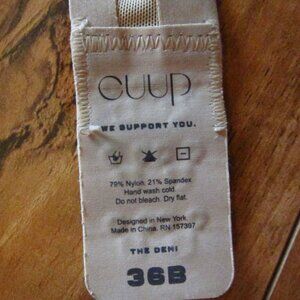 CUUP
WE SUPPORT YOU.
79% Nylon. 21% Spandex.
Hand wash cold.
Do not bleach. Dry flat.
Designed in New York
Made in China. RN 157397
THE DEMI
36B